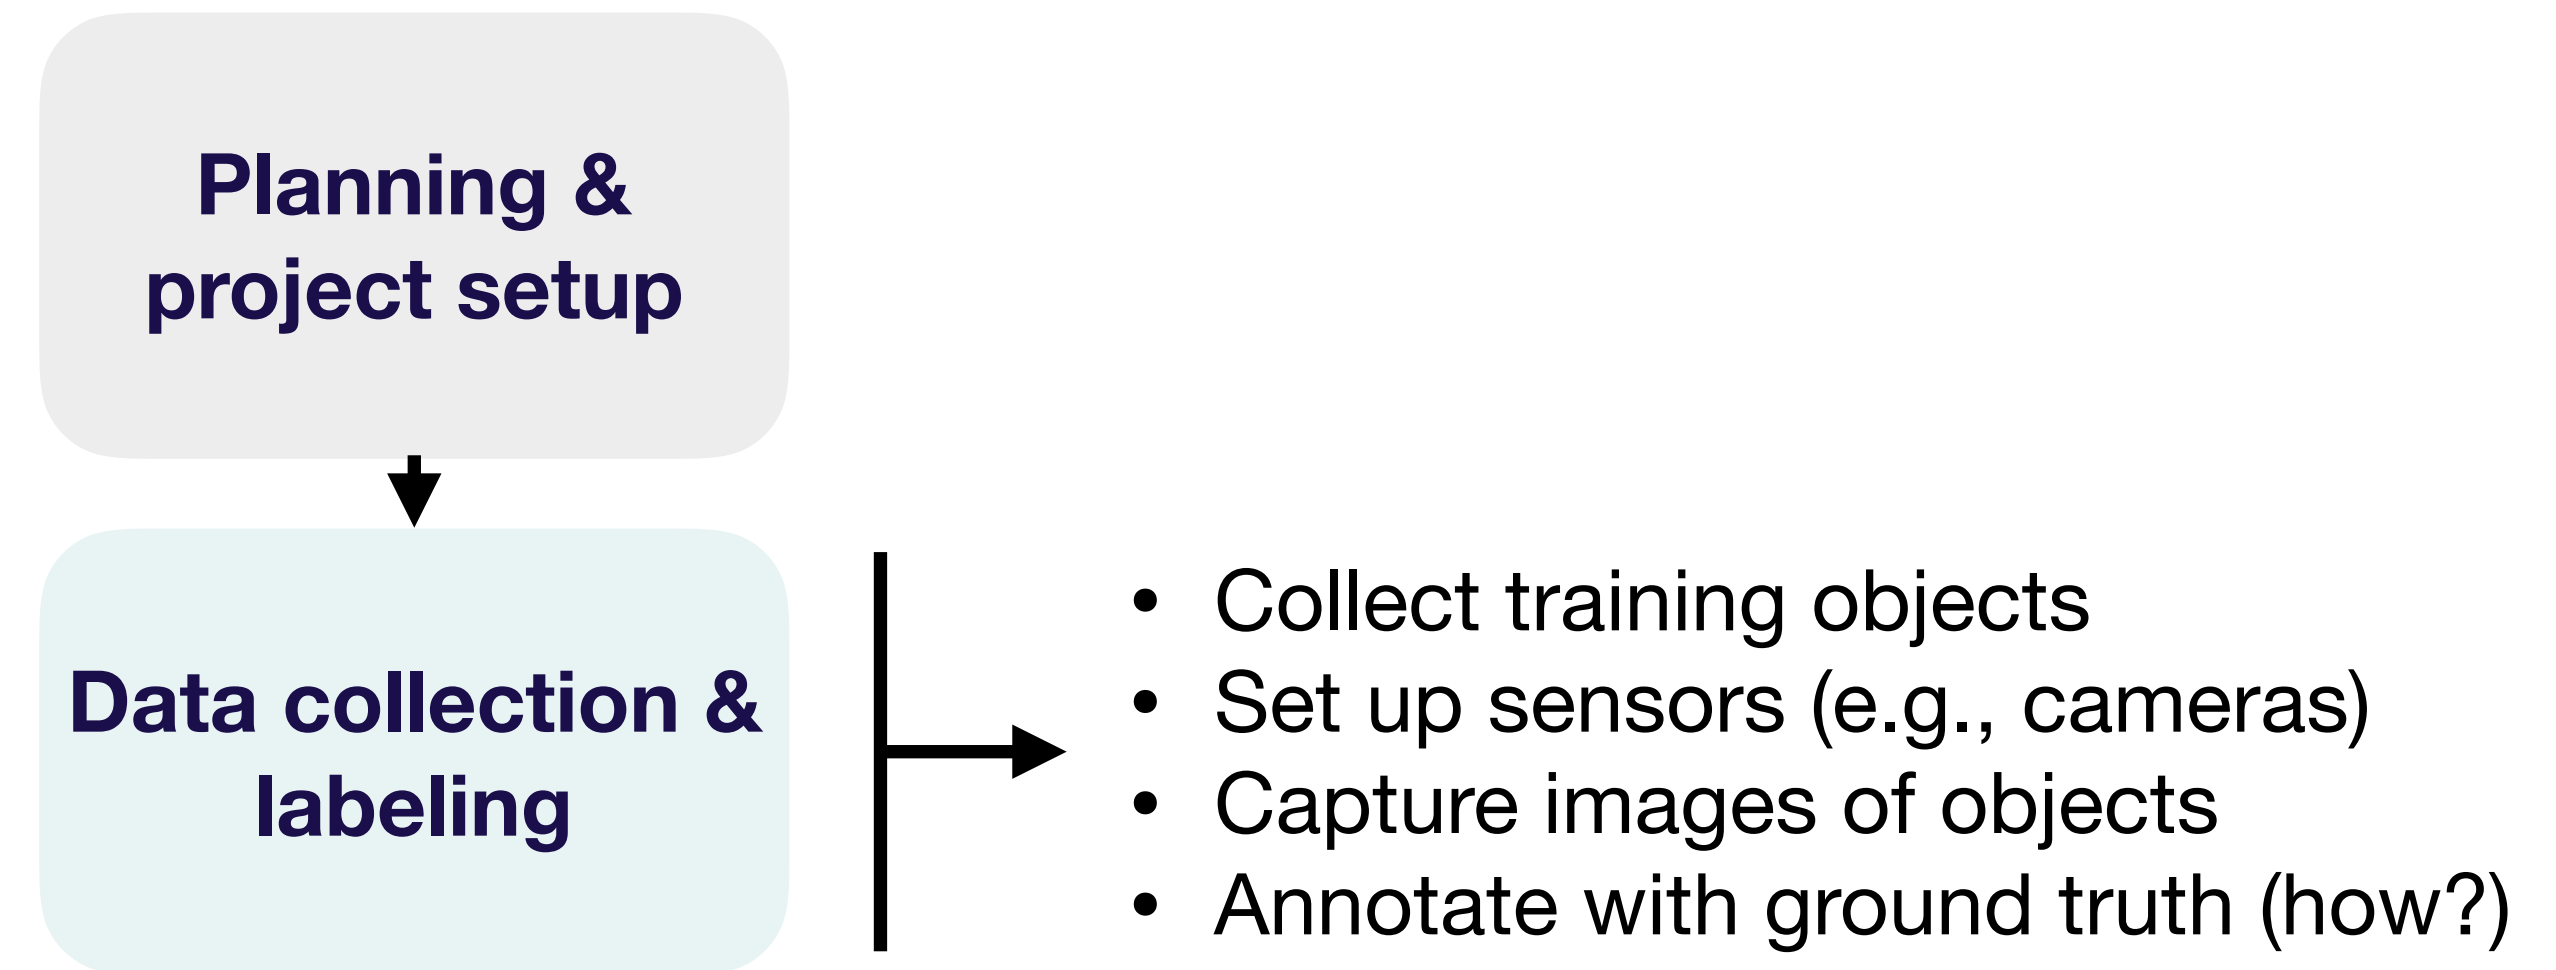 Planning &
project setup
Data collection &
labeling
• Collect training objects
• Set up sensors (e.g., cameras)
• Capture images of objects
• Annotate with ground truth (how?)